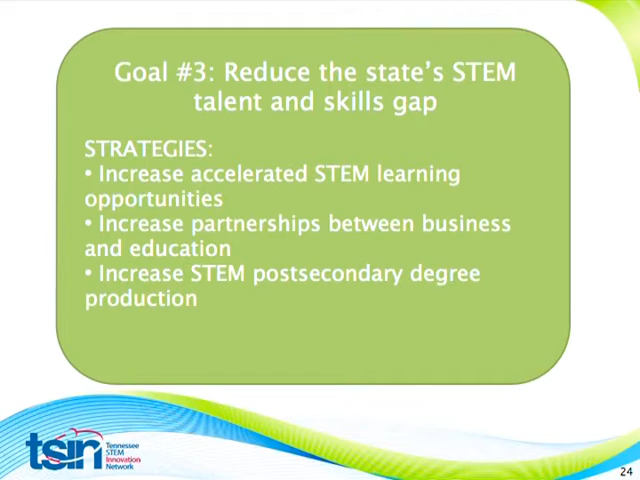 Goal #3: Reduce the state's STEM
talent and skills gap
STRATEGIES:
• Increase accelerated STEM learning
opportunities
• Increase partnerships between business
and education
• Increase STEM postsecondary degree
production
tsin
Tennessee
STEM
Innovation
Network
24